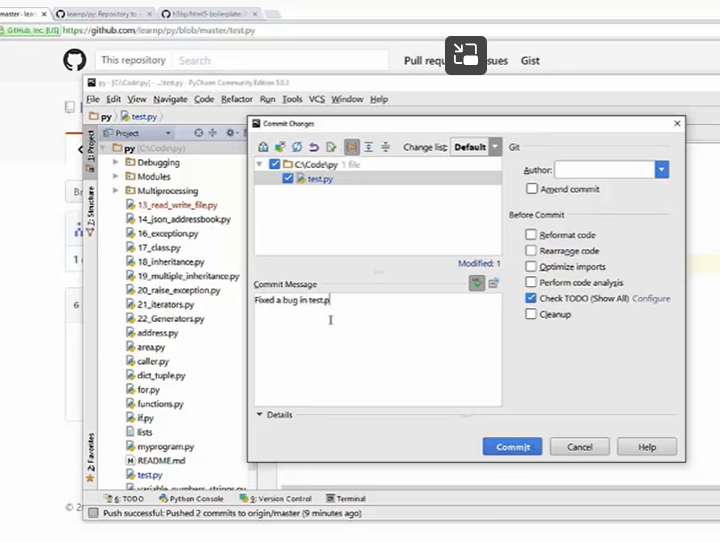 master - learn
learnp/py: Repository to
h5bp/html5-boilerplate:
GitHub, Inc. [US]
https://github.com/learnp/py/blob/master/test.py
This repository
Search
Pull
Gist
py - [C:\Code\py] - ...\test.py - PyCharm Community Edition 5.0.3
File Edit View Navigate Code Refactor Run Tools VCS Window Help
py
test.py
1: Project
Z: Structure
2: Favorites
Project
py (C:\Code\py)
Debugging
Modules
Multiprocessing
13_read_write_file.py
14_json_addressbook.py
16_exception.py
17_class.py
18_inheritance.py
19_multiple_inheritance.py
20_raise_exception.py
21_iterators.py
22_Generators.py
address.py
area.py
caller.py
dict_tuple.py
for.py
functions.py
if.py
lists
myprogram.py
README.md
test.py
variable_numbers_strings.py
Commit Changes
Change list: Default
C:\Code\py 1 file
test.py
Modified: 1
Commit Message
Fixed a bug in test.p
Details
Git
Author:
Amend commit
Before Commit
Reformat code
Rearrange code
Optimize imports
Perform code analysis
Check TODO (Show All) Configure
Cleanup
Commit
Cancel
Help
6: TODO
Python Console
9: Version Control
Terminal
Push successful: Pushed 2 commits to origin/master (9 minutes ago)